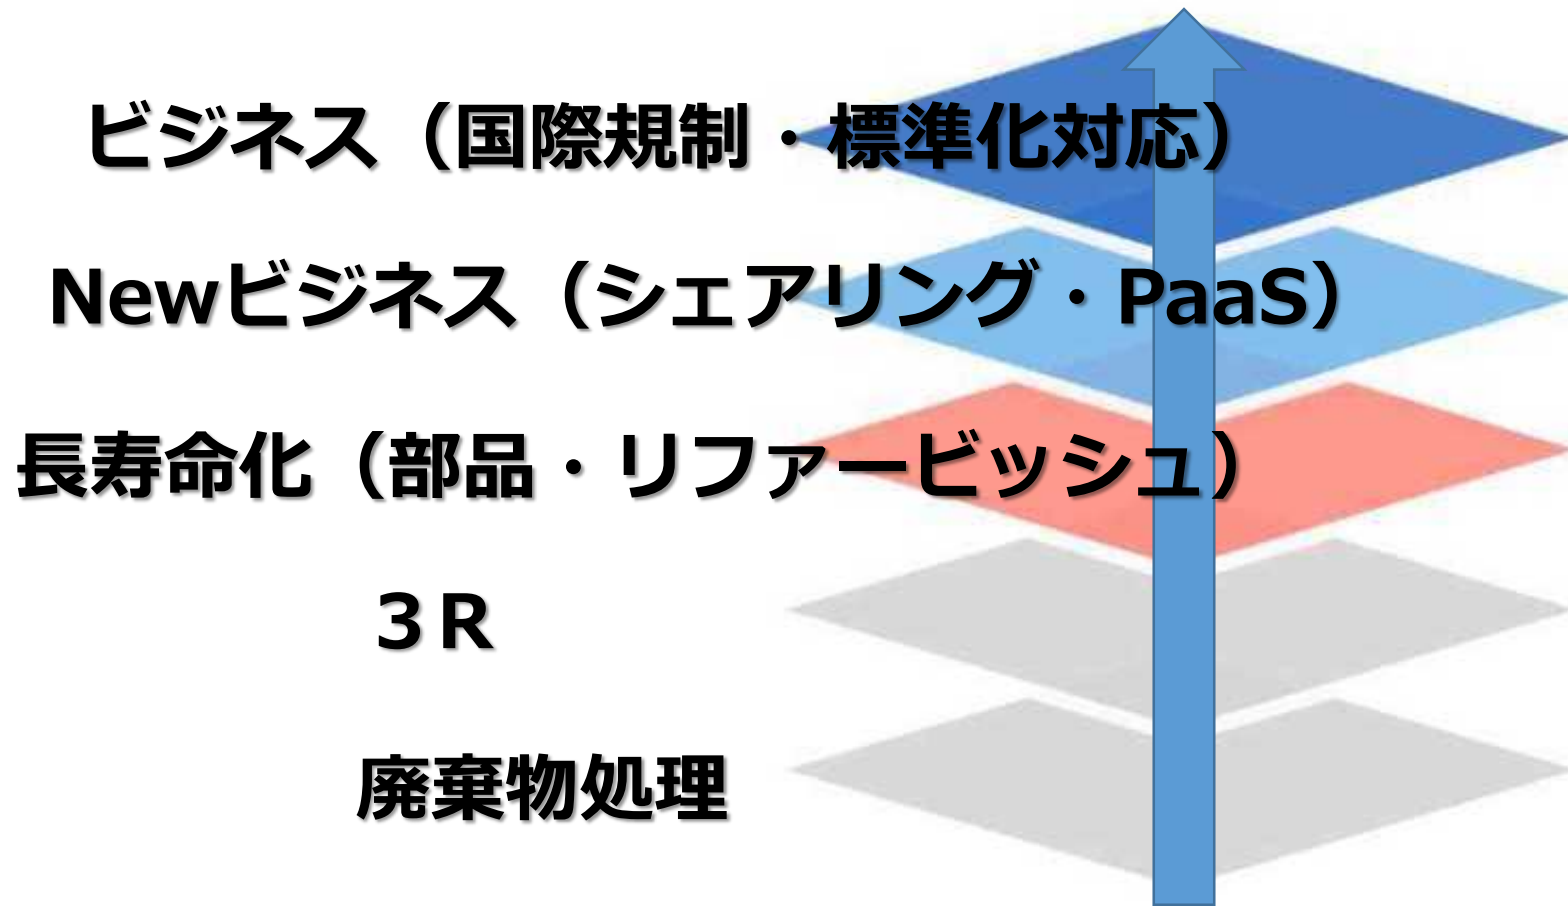 ビジネス（国際規制・標準化対応）
Newビジネス（シェアリング・PaaS）
長寿命化（部品・リファービッシュ）
３R
廃棄物処理